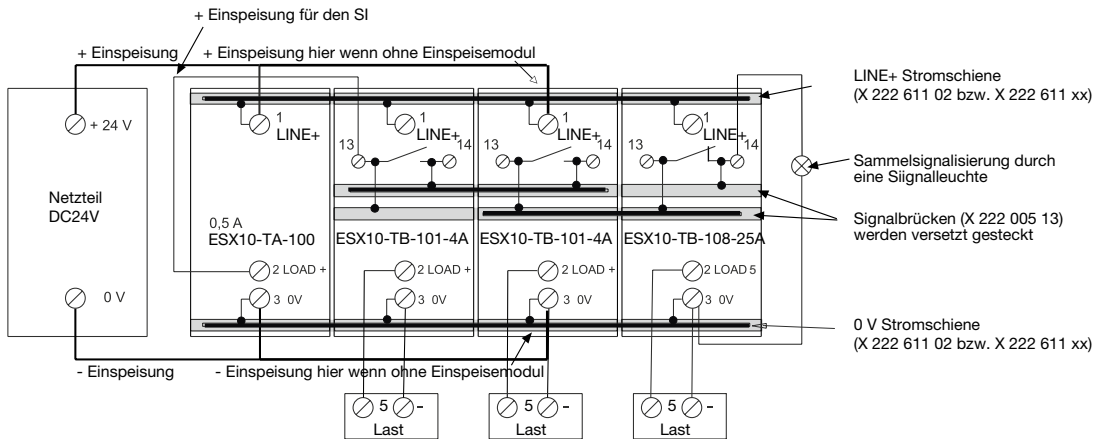 + Einspeisung für den SI
+ Einspeisung
+ Einspeisung hier wenn ohne Einspeisemodul
LINE+ Stromschiene
(X 222 611 02 bzw. X 222 611 xx)
+ 24 V
1
LINE+
1
LINE+
1
LINE+
1
LINE+
13
14
13
14
13
14
Sammelsignalisierung durch
eine Siignalleuchte
Netzteil
DC24V
Signalbrücken (X 222 005 13)
werden versetzt gesteckt
0,5 A
ESX10-TA-100
ESX10-TB-101-4A
ESX10-TB-101-4A
ESX10-TB-108-25A
2 LOAD +
2 LOAD +
2 LOAD +
2 LOAD 5
0 V
3 0V
3 0V
3 0V
3 0V
0 V Stromschiene
(X 222 611 02 bzw. X 222 611 xx)
- Einspeisung
- Einspeisung hier wenn ohne Einspeisemodul
5 -
Last
5 -
Last
5 -
Last